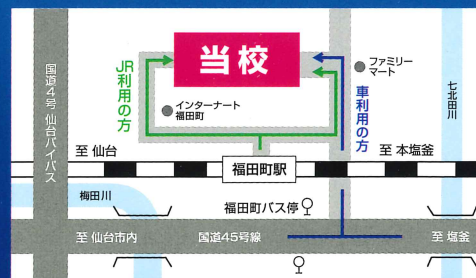 当校
ファミリー
マート
JR利用の方
車利用の方
国道4号 仙台バイパス
七北田川
インターナート
福田町
至 仙台
至 本塩釜
福田町駅
梅田川
福田町バス停
至 仙台市内
国道45号線
至 塩釜